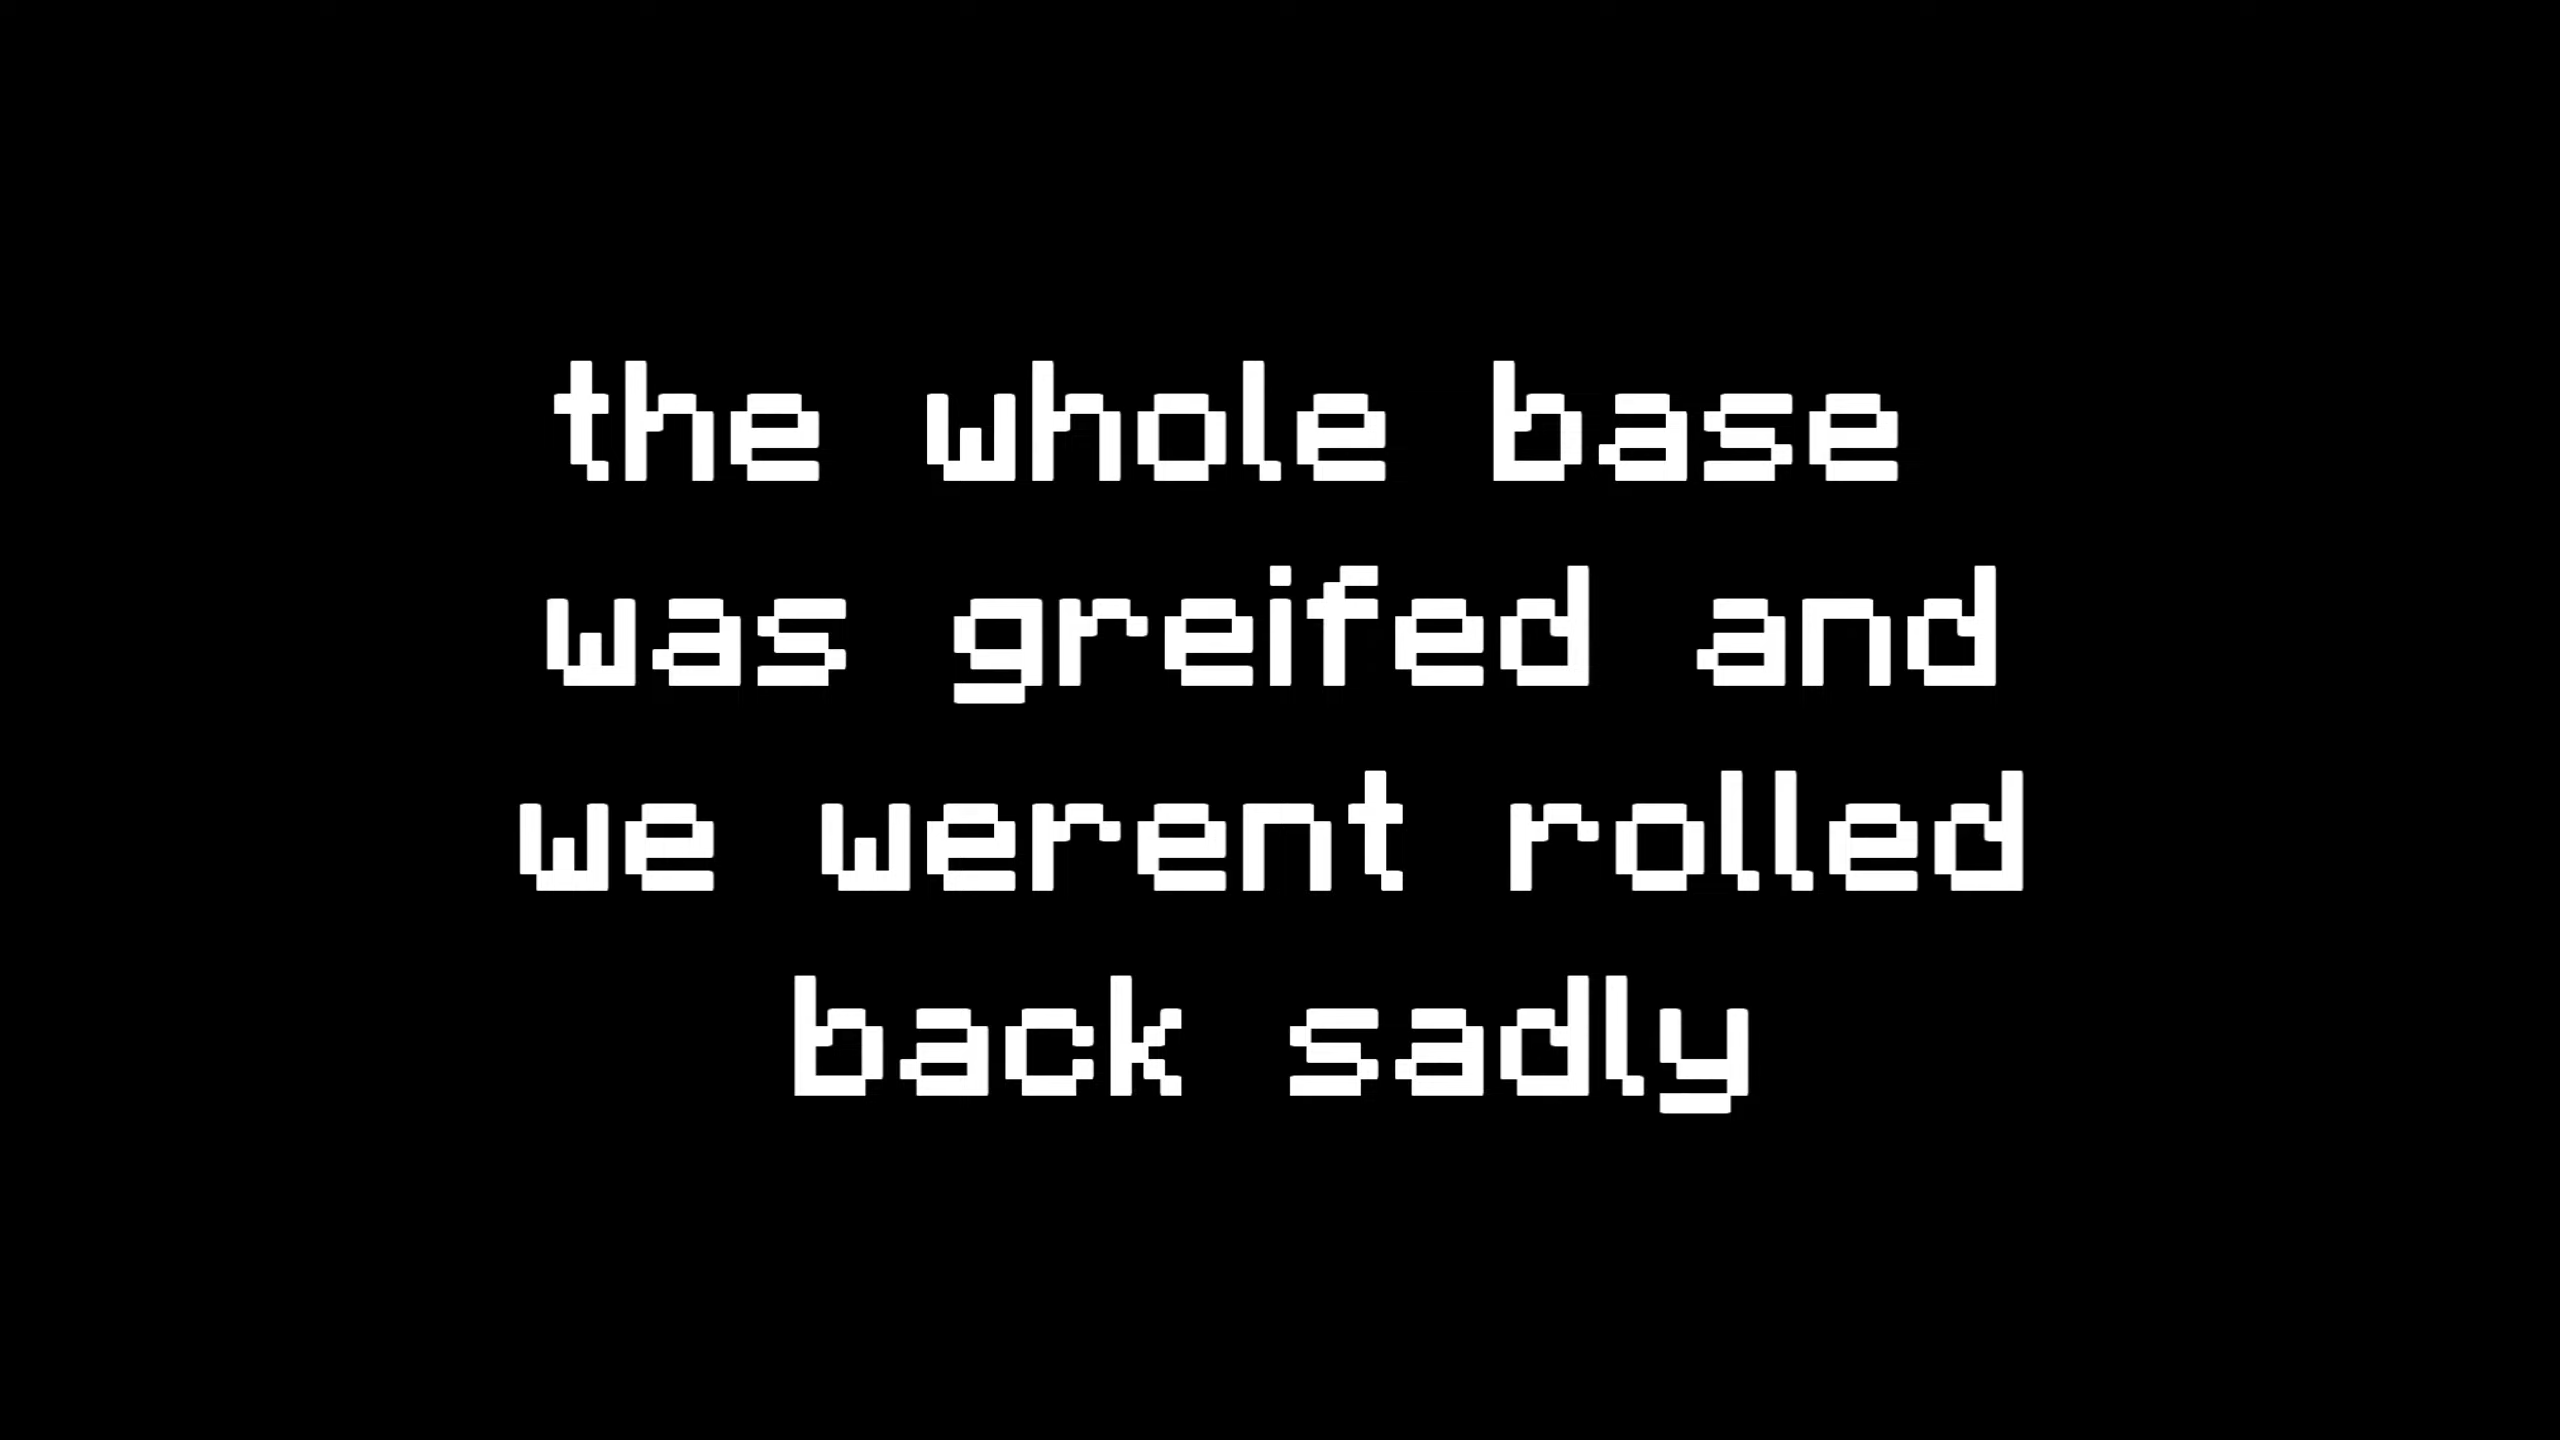 the whole base
was greifed and
we werent rolled
back sadly